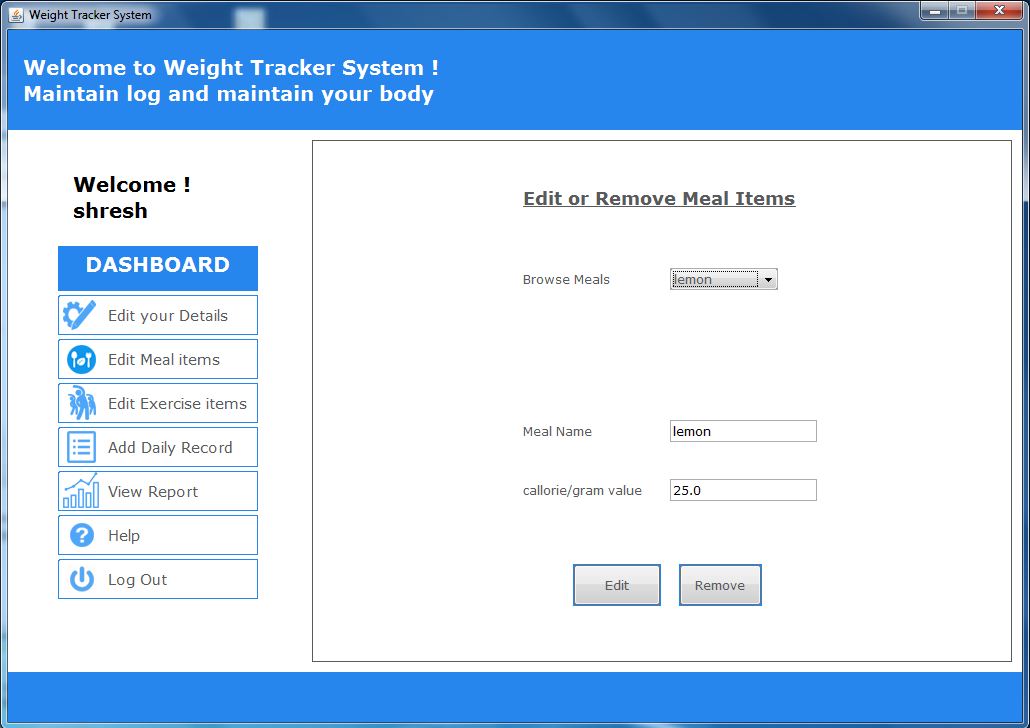 Weight Tracker System
Welcome to Weight Tracker System !
Maintain log and maintain your body
Welcome !
shresh
DASHBOARD
Edit your Details
Edit Meal items
Edit Exercise items
Add Daily Record
View Report
Help
Log Out
Edit or Remove Meal Items
Browse Meals lemon
Meal Name lemon
callorie/gram value 25.0
Edit Remove